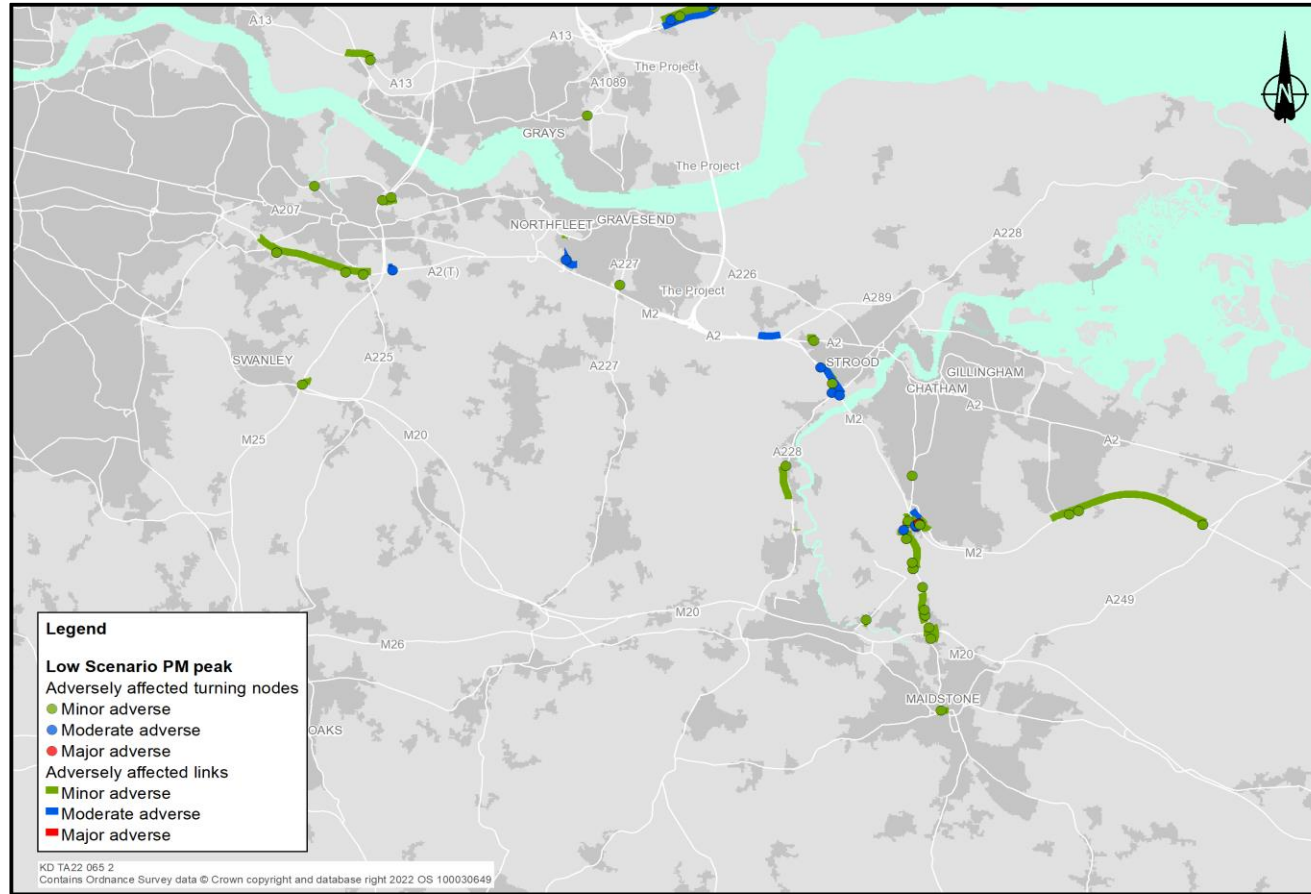 A13
A13
The Project
N
A13
A1089
GRAYS
The Project
A207
NORTHFLEET
GRAVESEND
A228
A2(T)
A227
A226
The Project
A289
M2
A2
A2
SWANLEY
A225
STROOD
A227
GILLINGHAM
CHATHAM
A2
M25
M20
M2
A2
A228
M2
A249
M20
M26
M20
MAIDSTONE
OAKS
Legend
Low Scenario PM peak
Adversely affected turning nodes
Minor adverse
Moderate adverse
Major adverse
Adversely affected links
Minor adverse
Moderate adverse
Major adverse
KD TA22 065 2
Contains Ordnance Survey data © Crown copyright and database right 2022 OS 100030649